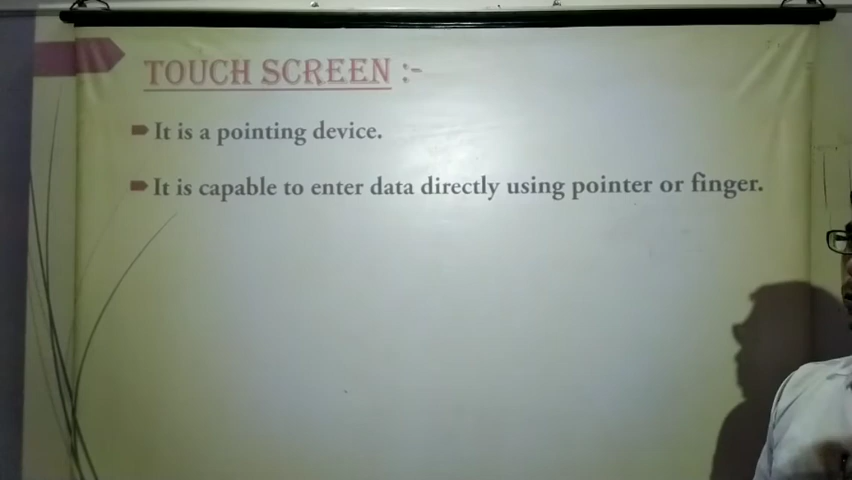 TOUCH SCREEN :-
It is a pointing device.
It is capable to enter data directly using pointer or finger.